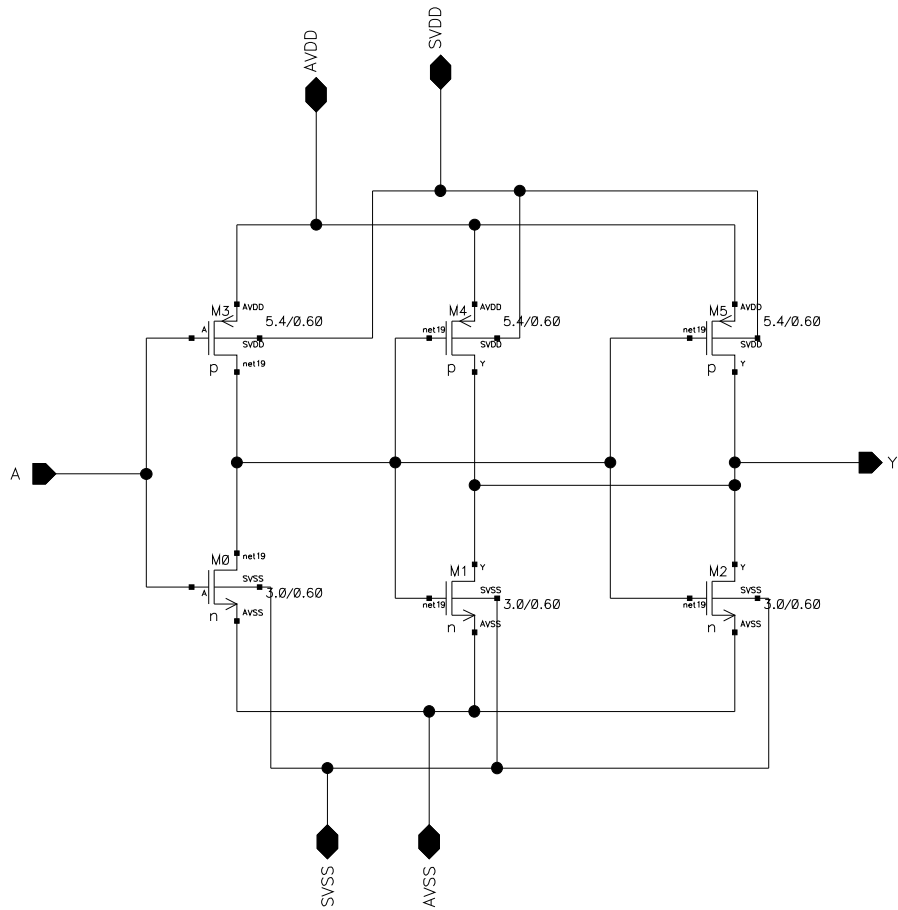 AVDD
SVDD
M3
AVDD
5.4/0.60
A
SVDD
p
net19
M4
AVDD
5.4/0.60
net19
SVDD
p
Y
M5
AVDD
5.4/0.60
net19
SVDD
p
Y
A
Y
M0
net19
SVSS
3.0/0.60
A
AVSS
n
M1
Y
SVSS
3.0/0.60
net19
AVSS
n
M2
Y
SVSS
3.0/0.60
net19
AVSS
n
SVSS
AVSS